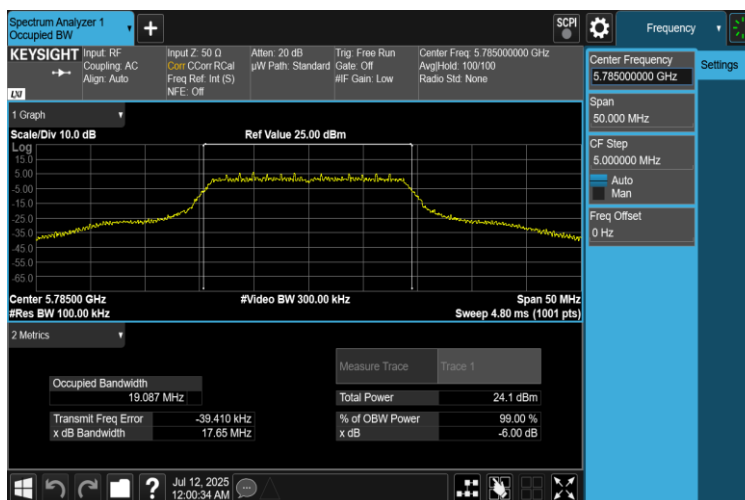 Spectrum Analyzer 1
Occupied BW
+
SCPI
Frequency
KEYSIGHT
Input: RF
Coupling: AC
Align: Auto
Input Z: 50 Ω
Corr CCorr RCal
Freq Ref: Int (S)
NFE: Off
Atten: 20 dB
µW Path: Standard
Trig: Free Run
Gate: Off
#IF Gain: Low
Center Freq: 5.785000000 GHz
Avg|Hold: 100/100
Radio Std: None
LXI
Center Frequency
5.785000000 GHz
Settings
Span
50.000 MHz
CF Step
5.000000 MHz
Auto
Man
Freq Offset
0 Hz
1 Graph
Scale/Div 10.0 dB
Ref Value 25.00 dBm
Log
15.0
5.00
-5.00
-15.0
-25.0
-35.0
-45.0
-55.0
-65.0
Center 5.78500 GHz
#Video BW 300.00 kHz
Span 50 MHz
#Res BW 100.00 kHz
Sweep 4.80 ms (1001 pts)
2 Metrics
Measure Trace
Trace 1
Occupied Bandwidth
19.087 MHz
Total Power
24.1 dBm
Transmit Freq Error
-39.410 kHz
% of OBW Power
99.00 %
x dB Bandwidth
17.65 MHz
x dB
-6.00 dB
?
Jul 12, 2025
12:00:34 AM